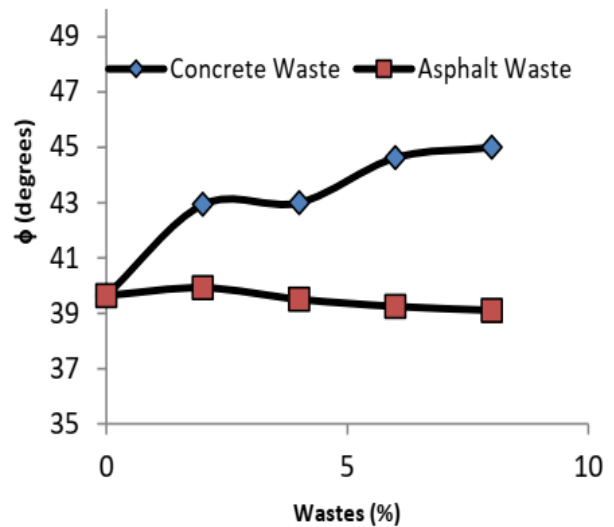 49
Concrete Waste Asphalt Waste
47
45
43
41
39
37
35
ϕ (degrees)
0 5 10
Wastes (%)